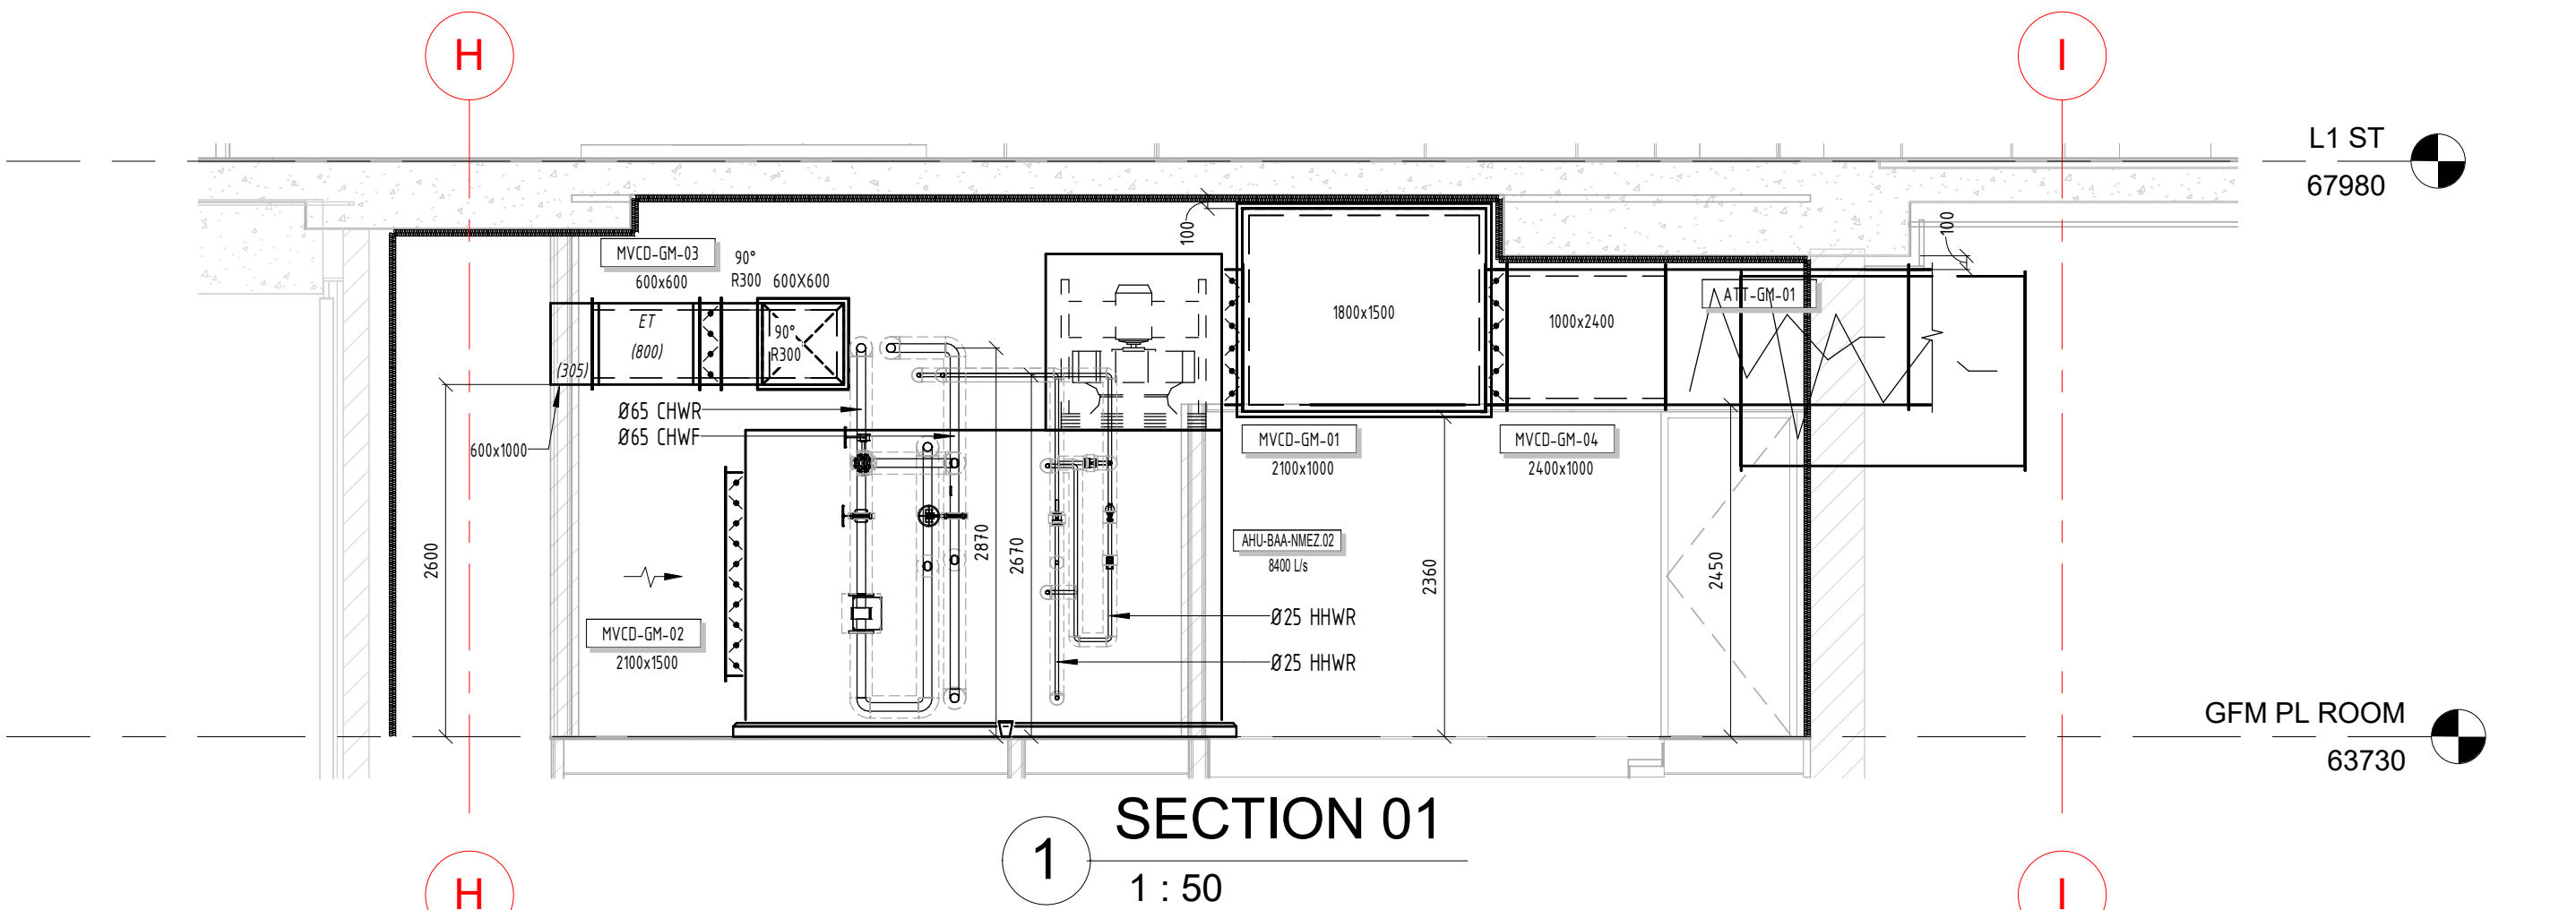 H
I
L1 ST
67980
MVCD-GM-03
600x600
90°
R300
600X600
100
100
ET
(800)
(305)
90°
R300
1800x1500
1000x2400
ATT-GM-01
Ø65 CHWR
Ø65 CHWF
600x1000
MVCD-GM-01
2100x1000
MVCD-GM-04
2400x1000
2600
2870
2670
AHU-BAA-NMEZ.02
8400 L/s
2360
2450
MVCD-GM-02
2100x1500
Ø25 HHWR
Ø25 HHWR
GFM PL ROOM
63730
1
SECTION 01
1 : 50
H
I